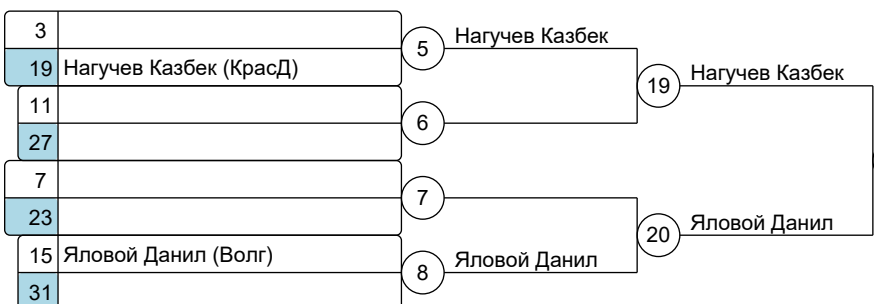 3
19 Нагучев Казбек (КрасД)
5 Нагучев Казбек
11
27
6
19 Нагучев Казбек
7
23
7
15 Яловой Данил (Волг)
31
8 Яловой Данил
20 Яловой Данил